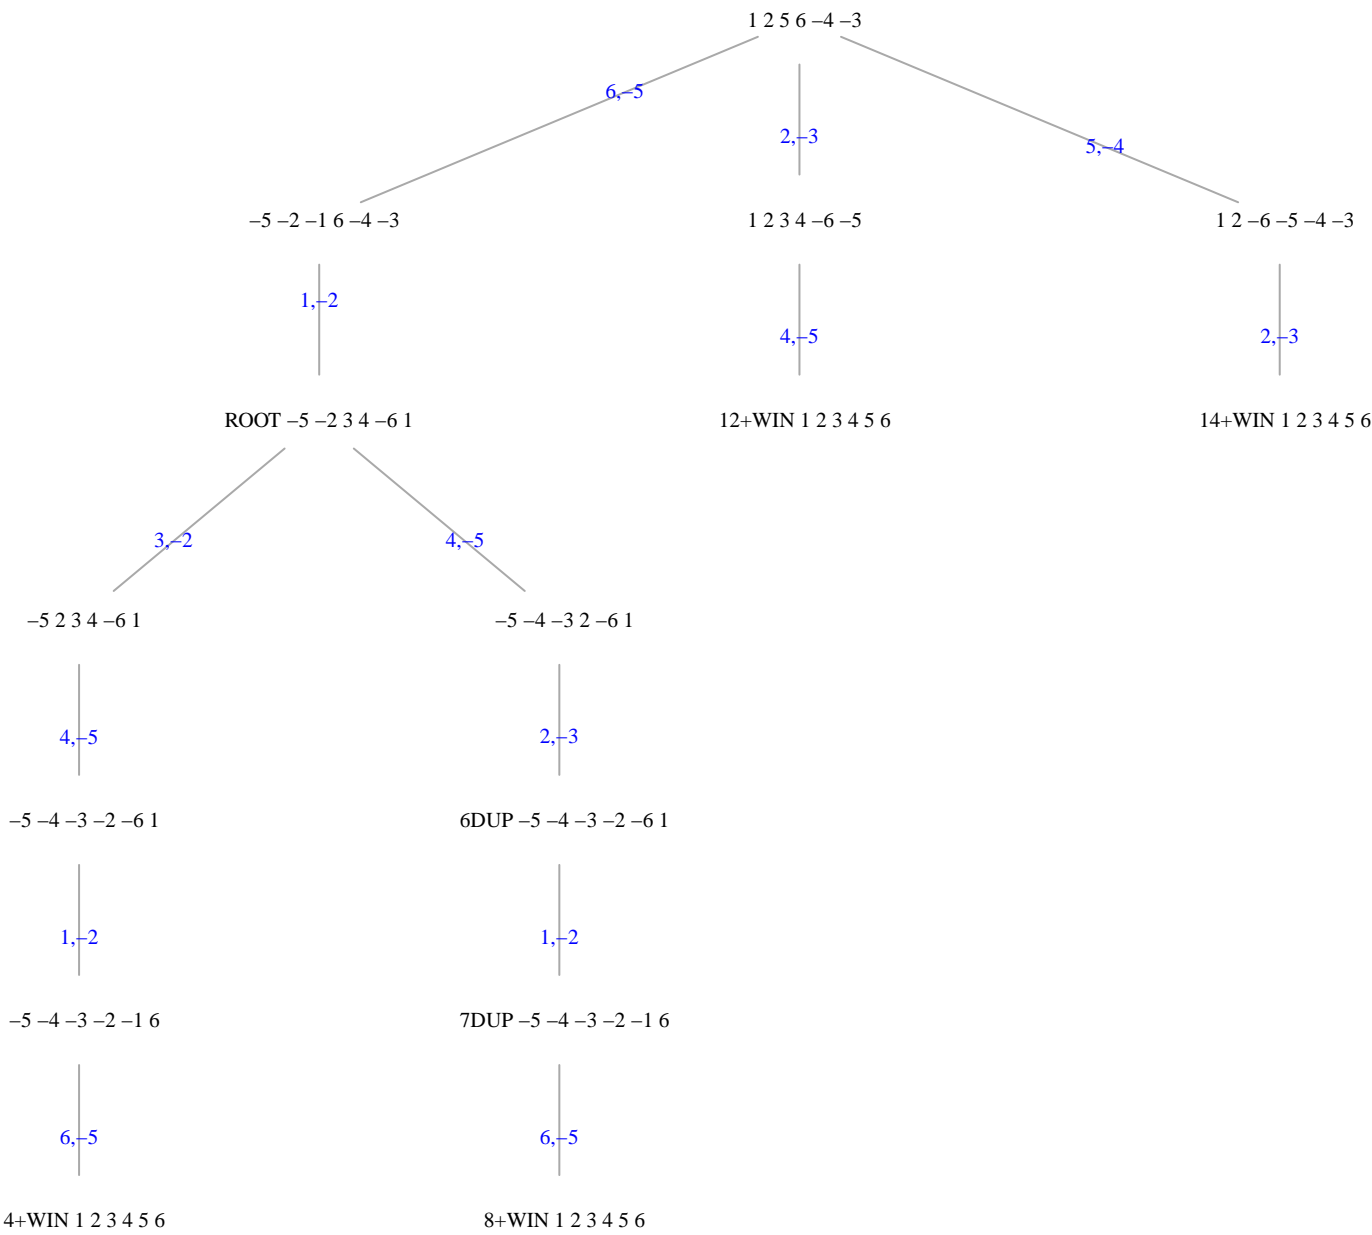 1 2 5 6 –4 –3
6,–5
2,–3
5,–4
–5 –2 –1 6 –4 –3
1 2 3 4 –6 –5
1 2 –6 –5 –4 –3
1,–2
4,–5
2,–3
ROOT –5 –2 3 4 –6 1
12+WIN 1 2 3 4 5 6
14+WIN 1 2 3 4 5 6
3,–2
4,–5
–5 2 3 4 –6 1
–5 –4 –3 2 –6 1
4,–5
2,–3
–5 –4 –3 –2 –6 1
6DUP –5 –4 –3 –2 –6 1
1,–2
1,–2
–5 –4 –3 –2 –1 6
7DUP –5 –4 –3 –2 –1 6
6,–5
6,–5
4+WIN 1 2 3 4 5 6
8+WIN 1 2 3 4 5 6